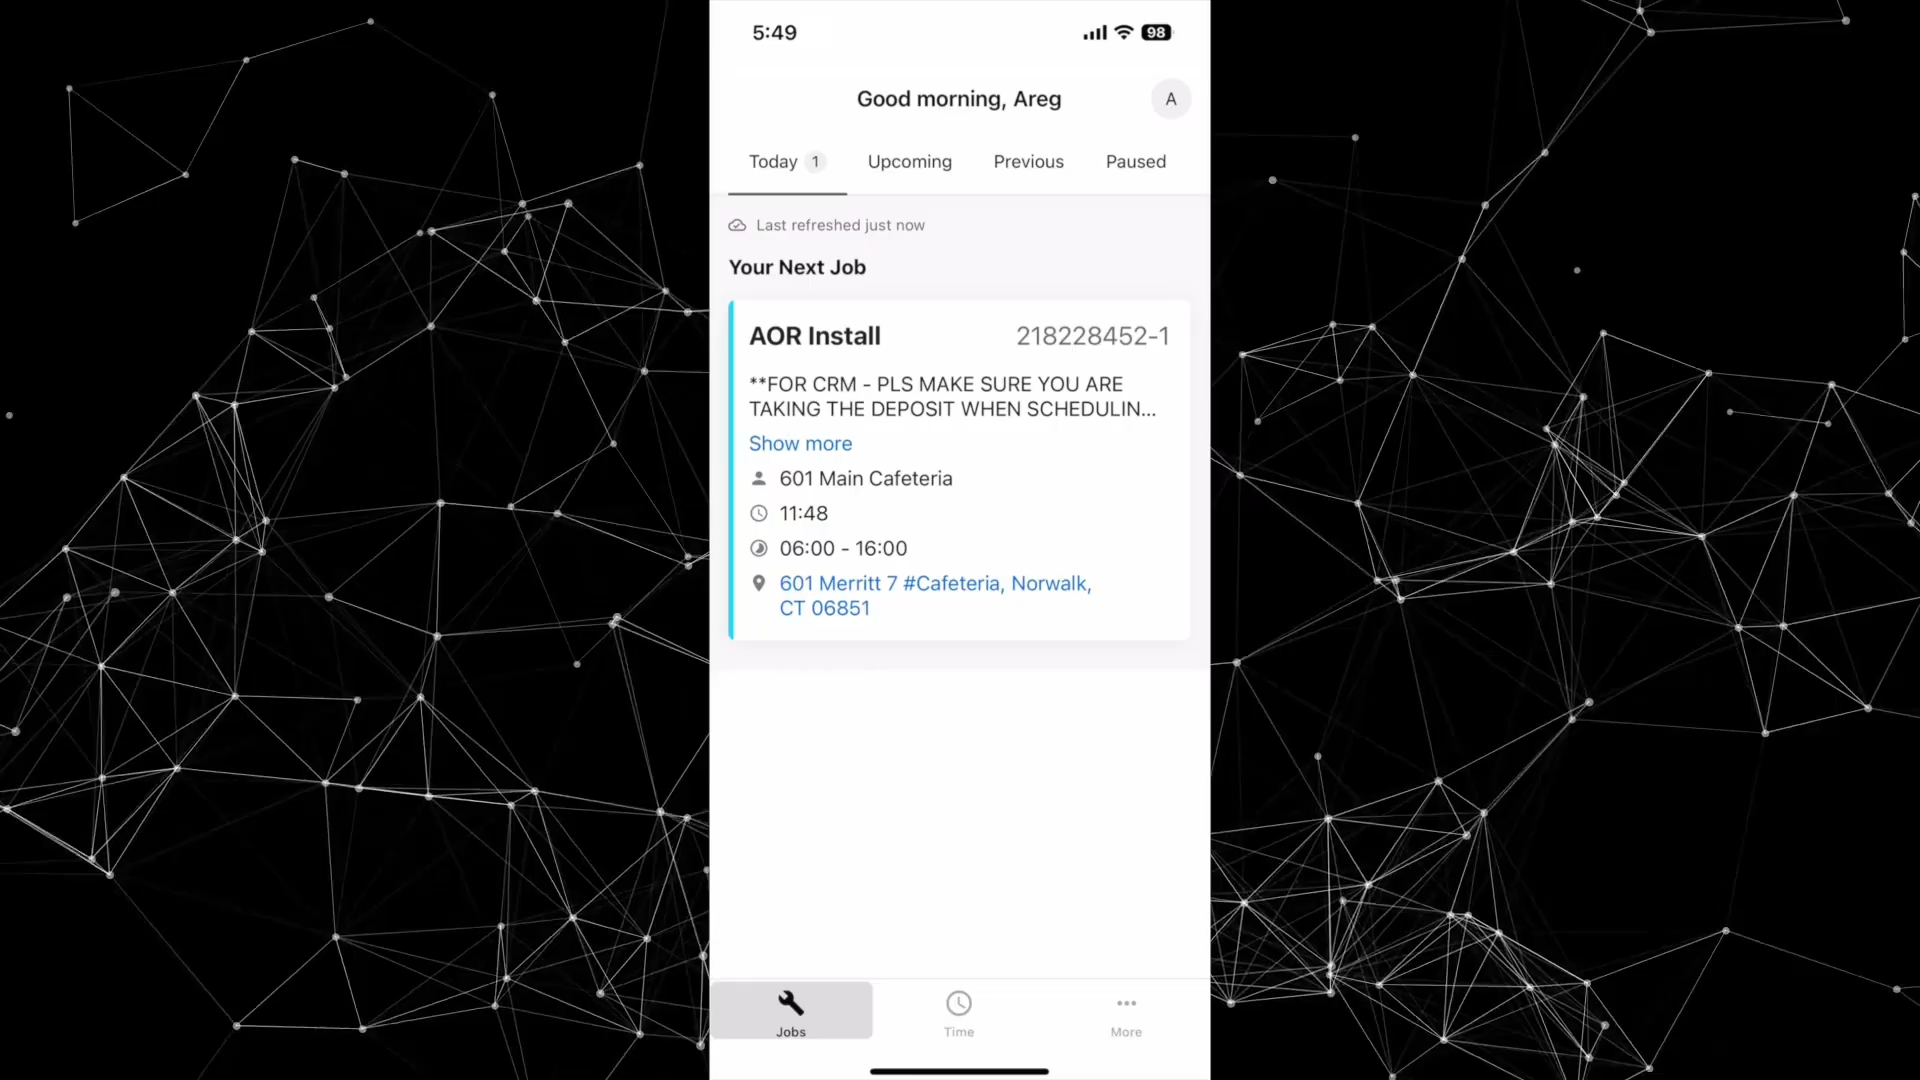 5:49
98
Good morning, Areg
A
Today 1
Upcoming
Previous
Paused
Last refreshed just now
Your Next Job
AOR Install
218228452-1
**FOR CRM - PLS MAKE SURE YOU ARE
TAKING THE DEPOSIT WHEN SCHEDULIN...
Show more
601 Main Cafeteria
11:48
06:00 - 16:00
601 Merritt 7 #Cafeteria, Norwalk,
CT 06851
Jobs
Time
More